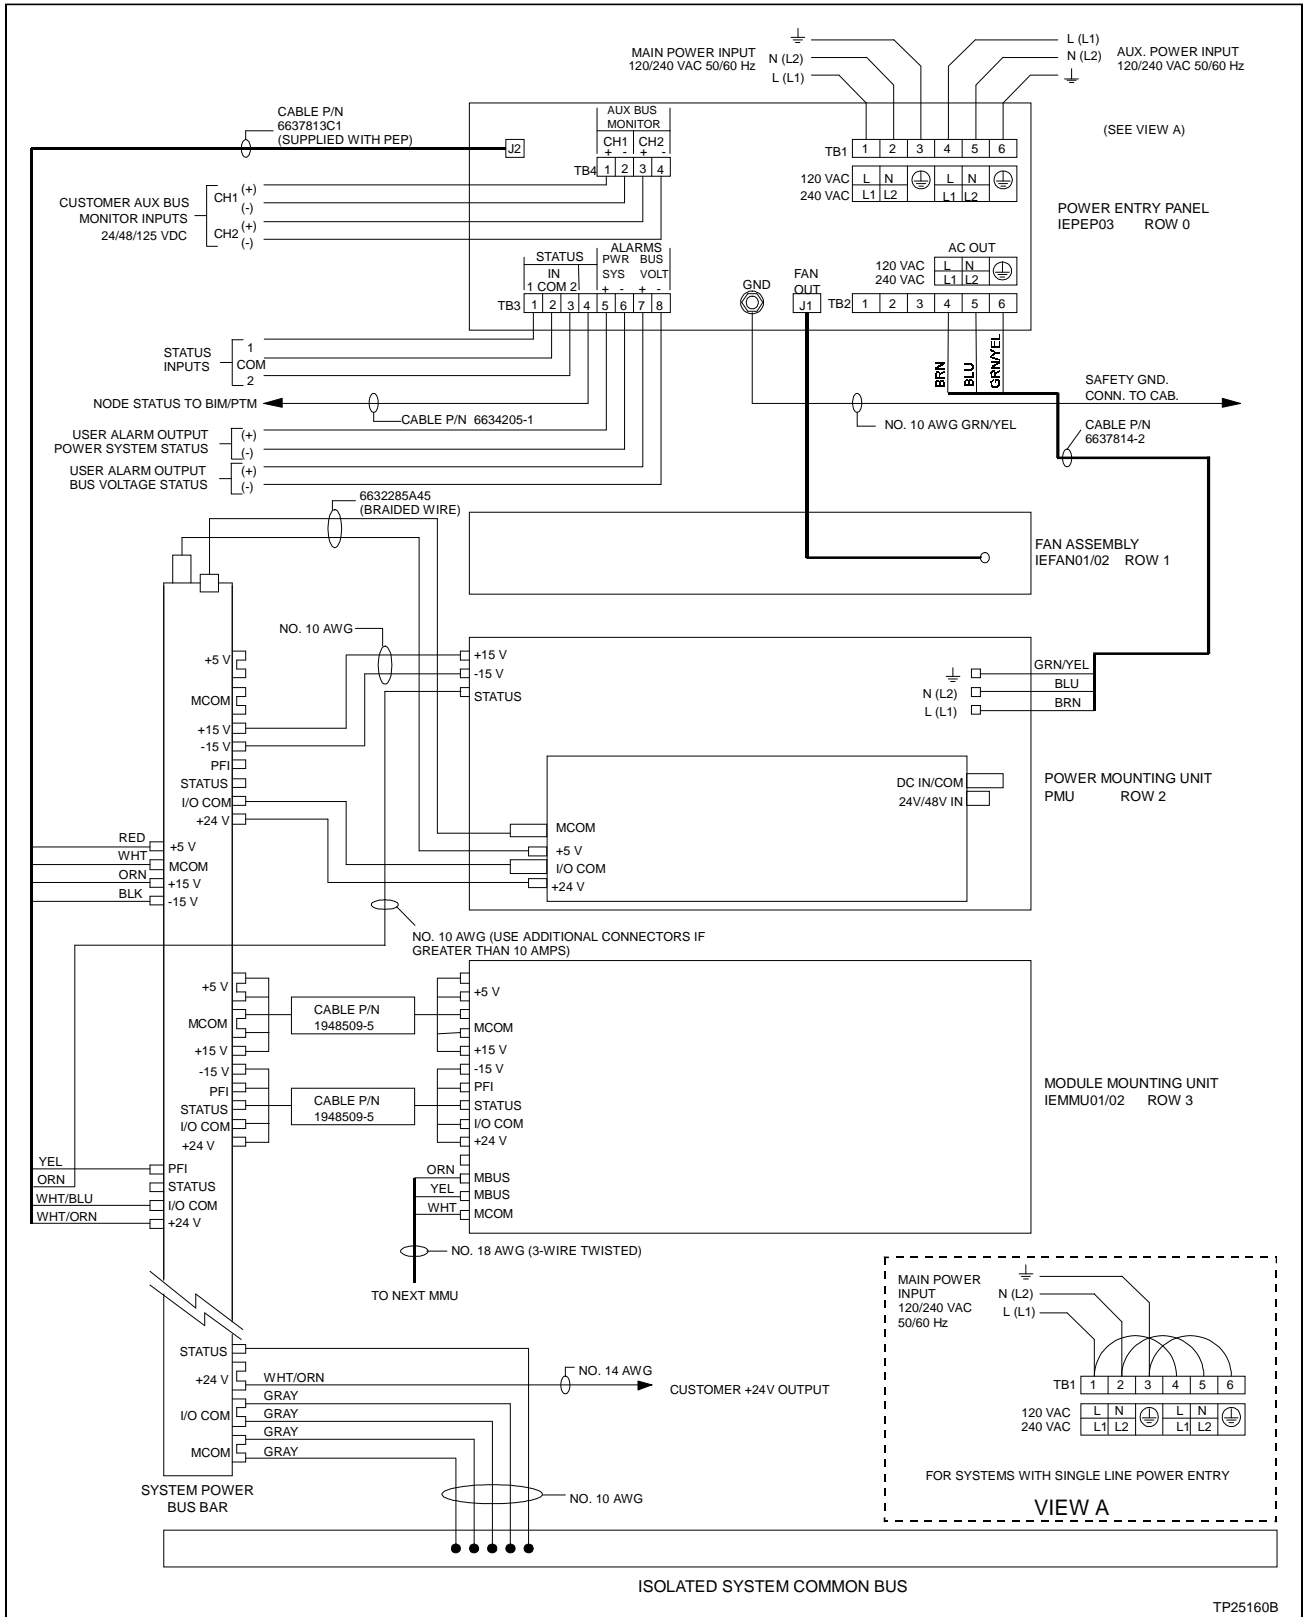 MAIN POWER INPUT
120/240 VAC 50/60 Hz
N (L2)
L (L1)
L (L1)
N (L2)
AUX. POWER INPUT
120/240 VAC 50/60 Hz
CABLE P/N
6637813C1
(SUPPLIED WITH PEP)
J2
AUX BUS
MONITOR
CH1 CH2
+ - + -
TB4 1 2 3 4
(SEE VIEW A)
TB1 1 2 3 4 5 6
120 VAC L N L N
240 VAC L1 L2 L1 L2
POWER ENTRY PANEL
IEPEP03 ROW 0
CUSTOMER AUX BUS
MONITOR INPUTS
24/48/125 VDC
CH1 (+)
(-)
CH2 (+)
(-)
STATUS
IN
1 COM 2
ALARMS
PWR BUS
SYS VOLT
+ - + -
TB3 1 2 3 4 5 6 7 8
GND
FAN
OUT
J1
AC OUT
120 VAC L N
240 VAC L1 L2
TB2 1 2 3 4 5 6
BRN
BLU
GRN/YEL
STATUS
INPUTS
1
COM
2
NODE STATUS TO BIM/PTM
CABLE P/N 6634205-1
SAFETY GND.
CONN. TO CAB.
NO. 10 AWG GRN/YEL
CABLE P/N
6637814-2
USER ALARM OUTPUT
POWER SYSTEM STATUS
(+)
(-)
USER ALARM OUTPUT
BUS VOLTAGE STATUS
(+)
(-)
6632285A45
(BRAIDED WIRE)
FAN ASSEMBLY
IEFAN01/02 ROW 1
NO. 10 AWG
+5 V
MCOM
+15 V
-15 V
PFI
STATUS
I/O COM
+24 V
+15 V
-15 V
STATUS
N (L2)
L (L1)
GRN/YEL
BLU
BRN
DC IN/COM
24V/48V IN
MCOM
+5 V
I/O COM
+24 V
POWER MOUNTING UNIT
PMU ROW 2
RED +5 V
WHT MCOM
ORN +15 V
BLK -15 V
NO. 10 AWG (USE ADDITIONAL CONNECTORS IF
GREATER THAN 10 AMPS)
+5 V
MCOM
+15 V
-15 V
PFI
STATUS
I/O COM
+24 V
CABLE P/N
1948509-5
CABLE P/N
1948509-5
+5 V
MCOM
+15 V
-15 V
PFI
STATUS
I/O COM
+24 V
ORN MBUS
YEL MBUS
WHT MCOM
MODULE MOUNTING UNIT
IEMMU01/02 ROW 3
YEL PFI
ORN STATUS
WHT/BLU I/O COM
WHT/ORN +24 V
NO. 18 AWG (3-WIRE TWISTED)
TO NEXT MMU
STATUS
+24 V
I/O COM
MCOM
WHT/ORN
GRAY
GRAY
GRAY
GRAY
NO. 14 AWG
CUSTOMER +24V OUTPUT
NO. 10 AWG
SYSTEM POWER
BUS BAR
MAIN POWER
INPUT
120/240 VAC
50/60 Hz
N (L2)
L (L1)
TB1 1 2 3 4 5 6
120 VAC L N L N
240 VAC L1 L2 L1 L2
FOR SYSTEMS WITH SINGLE LINE POWER ENTRY
VIEW A
ISOLATED SYSTEM COMMON BUS
TP25160B